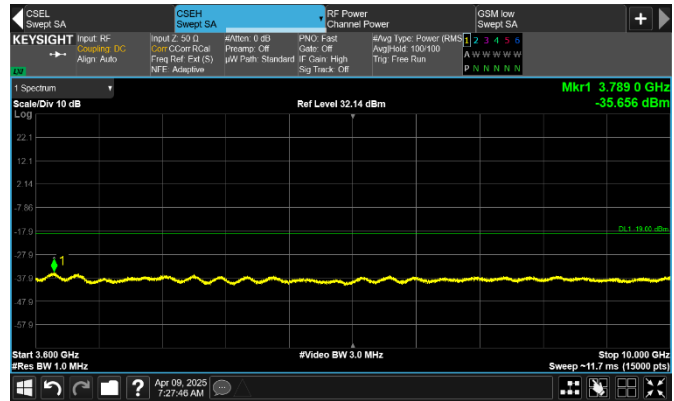 CSEL
Swept SA
CSEH
Swept SA
RF Power
Channel Power
GSM low
Swept SA
+
KEYSIGHT
Input: RF
Coupling: DC
Align: Auto
Input Z: 50 Ω
Corr CCorr RCal
Freq Ref: Ext (S)
NFE: Adaptive
#Atten: 0 dB
Preamp: Off
µW Path: Standard
PNO: Fast
Gate: Off
IF Gain: High
Sig Track: Off
#Avg Type: Power (RMS
Avg|Hold: 100/100
Trig: Free Run
1 2 3 4 5 6
A W W W W W
P N N N N N
1 Spectrum
Scale/Div 10 dB
Ref Level 32.14 dBm
Mkr1 3.789 0 GHz
-35.656 dBm
Log
22.1
12.1
2.14
-7.86
-17.9
DL1 -19.00 dBm
-27.9
1
-37.9
-47.9
-57.9
Start 3.600 GHz
#Video BW 3.0 MHz
Stop 10.000 GHz
#Res BW 1.0 MHz
Sweep ~11.7 ms (15000 pts)
?
Apr 09, 2025
7:27:46 AM